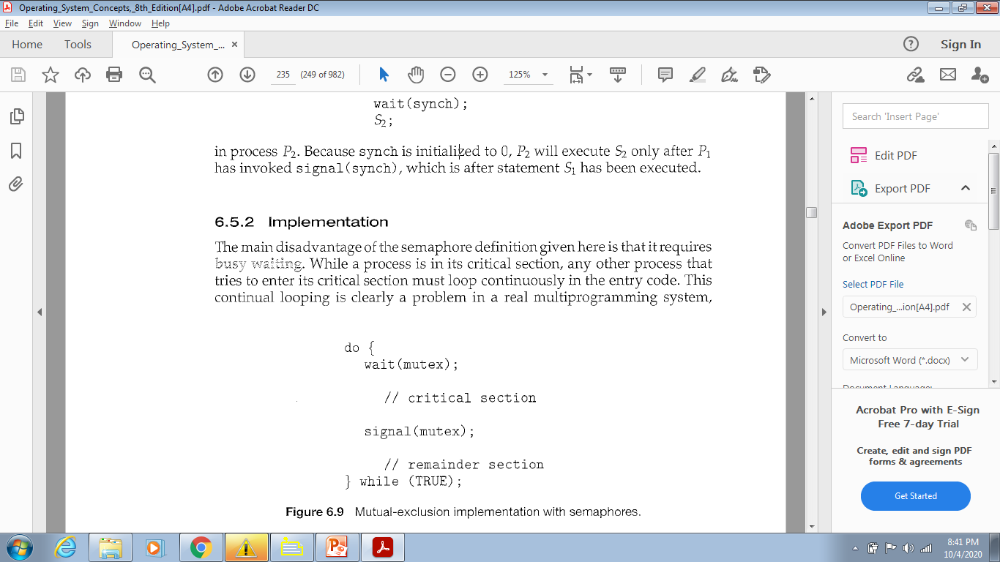 Operating_System_Concepts,_8th_Edition[A4].pdf - Adobe Acrobat Reader DC
File Edit View Sign Window Help
Home Tools Operating_System_... × ? Sign In
235 (249 of 982) 125%
wait(synch);
S2;
in process P2. Because synch is initialized to 0, P2 will execute S2 only after P1
has invoked signal(synch), which is after statement S1 has been executed.
6.5.2 Implementation
The main disadvantage of the semaphore definition given here is that it requires
busy waiting. While a process is in its critical section, any other process that
tries to enter its critical section must loop continuously in the entry code. This
continual looping is clearly a problem in a real multiprogramming system,
do {
wait(mutex);
// critical section
signal(mutex);
// remainder section
} while (TRUE);
Figure 6.9 Mutual-exclusion implementation with semaphores.
Search 'Insert Page'
Edit PDF
Export PDF
Adobe Export PDF
Convert PDF Files to Word
or Excel Online
Select PDF File
Operating_...ion[A4].pdf
Convert to
Microsoft Word (*.docx)
Document Language:
Acrobat Pro with E-Sign
Free 7-day Trial
Create, edit and sign PDF
forms & agreements
Get Started
8:41 PM
10/4/2020